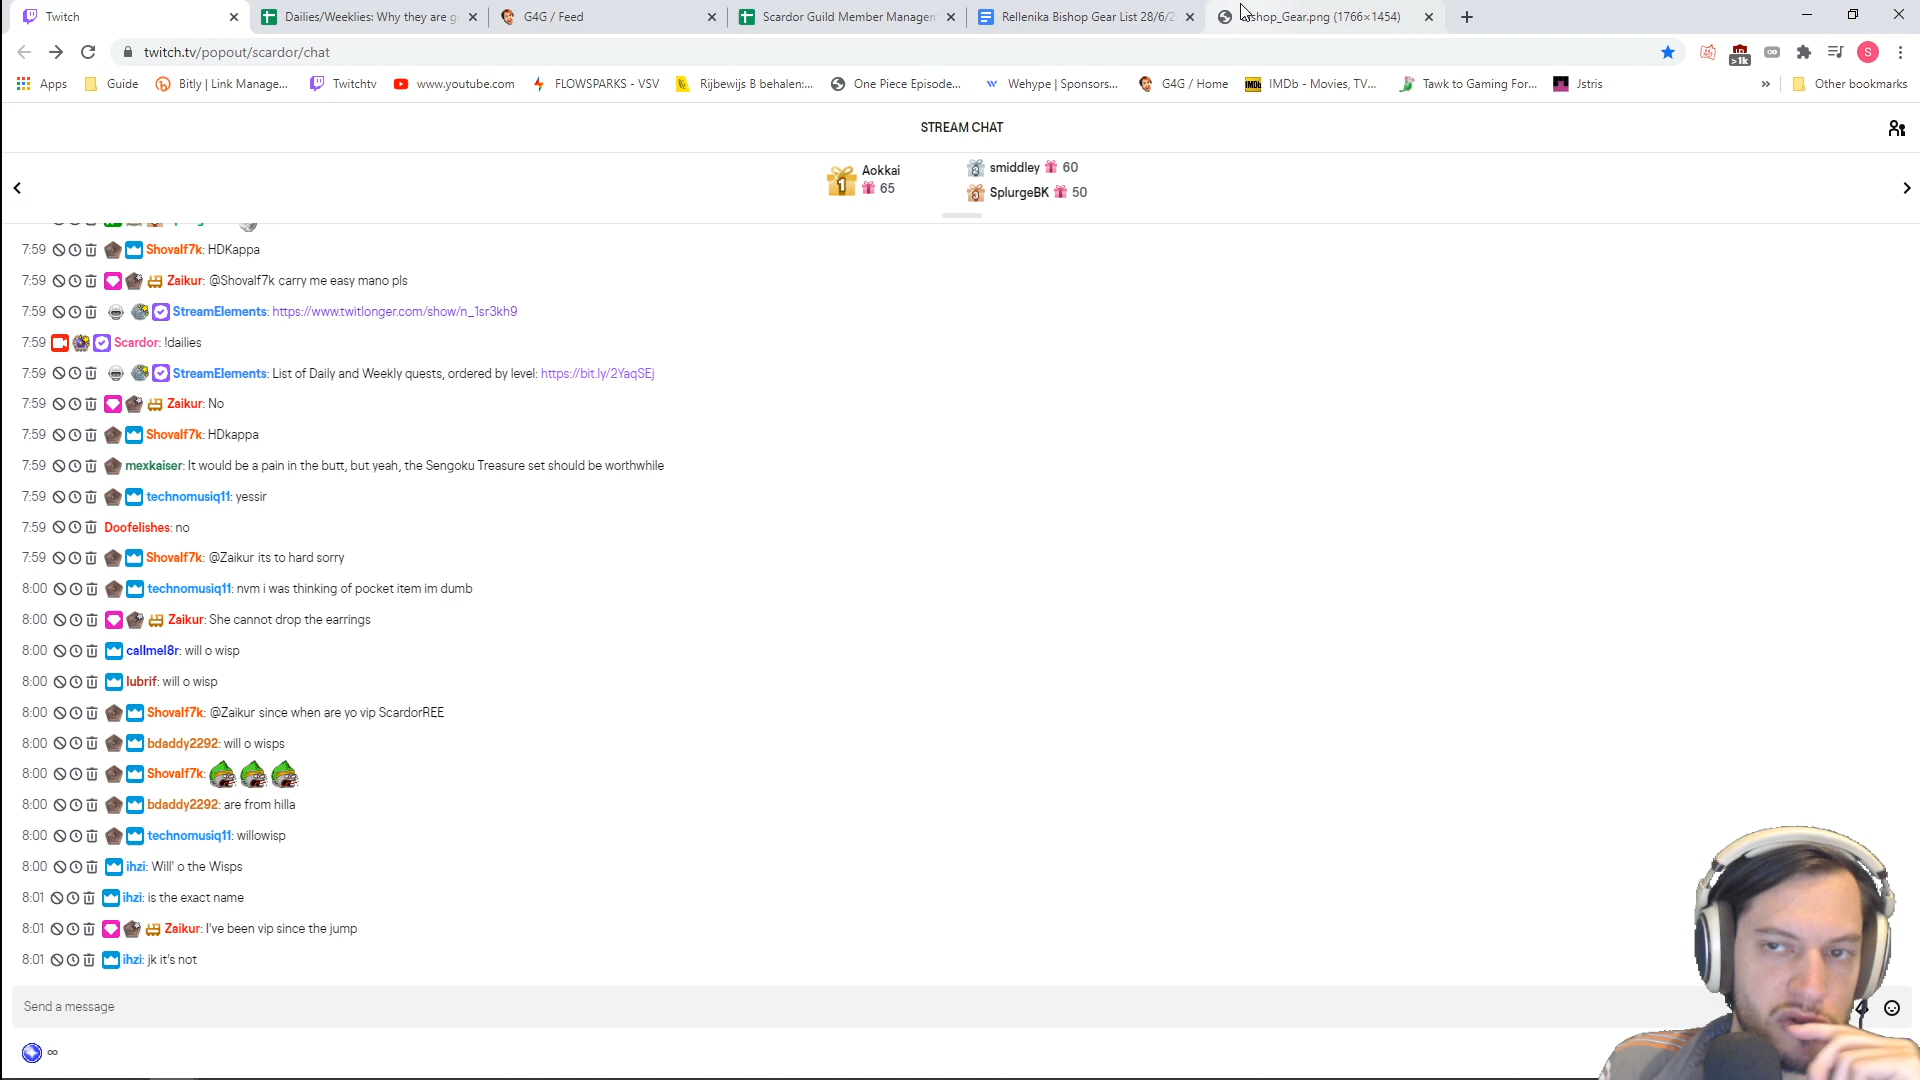 Twitch
Dailies/Weeklies: Why they are g
G4G / Feed
Scardor Guild Member Managem
Rellenika Bishop Gear List 28/6/2
shop_Gear.png (1766×1454)
twitch.tv/popout/scardor/chat
>1k
S
Apps
Guide
Bitly | Link Manage...
Twitchtv
www.youtube.com
FLOWSPARKS - VSV
Rijbewijs B behalen:...
One Piece Episode...
Wehype | Sponsors...
G4G / Home
IMDb - Movies, TV...
Tawk to Gaming For...
Jstris
»
Other bookmarks
STREAM CHAT
1
Aokkai
65
2
smiddley 60
3
SplurgeBK 50
7:59 Shovalf7k: HDKappa
7:59 Zaikur: @Shovalf7k carry me easy mano pls
7:59 StreamElements: https://www.twitlonger.com/show/n_1sr3kh9
7:59 Scardor: !dailies
7:59 StreamElements: List of Daily and Weekly quests, ordered by level: https://bit.ly/2YaqSEj
7:59 Zaikur: No
7:59 Shovalf7k: HDkappa
7:59 mexkaiser: It would be a pain in the butt, but yeah, the Sengoku Treasure set should be worthwhile
7:59 technomusiq11: yessir
7:59 Doofelishes: no
7:59 Shovalf7k: @Zaikur its to hard sorry
8:00 technomusiq11: nvm i was thinking of pocket item im dumb
8:00 Zaikur: She cannot drop the earrings
8:00 callmel8r: will o wisp
8:00 lubrif: will o wisp
8:00 Shovalf7k: @Zaikur since when are yo vip ScardorREE
8:00 bdaddy2292: will o wisps
8:00 Shovalf7k:
8:00 bdaddy2292: are from hilla
8:00 technomusiq11: willowisp
8:00 ihzi: Will' o the Wisps
8:01 ihzi: is the exact name
8:01 Zaikur: I've been vip since the jump
8:01 ihzi: jk it's not
Send a message
∞